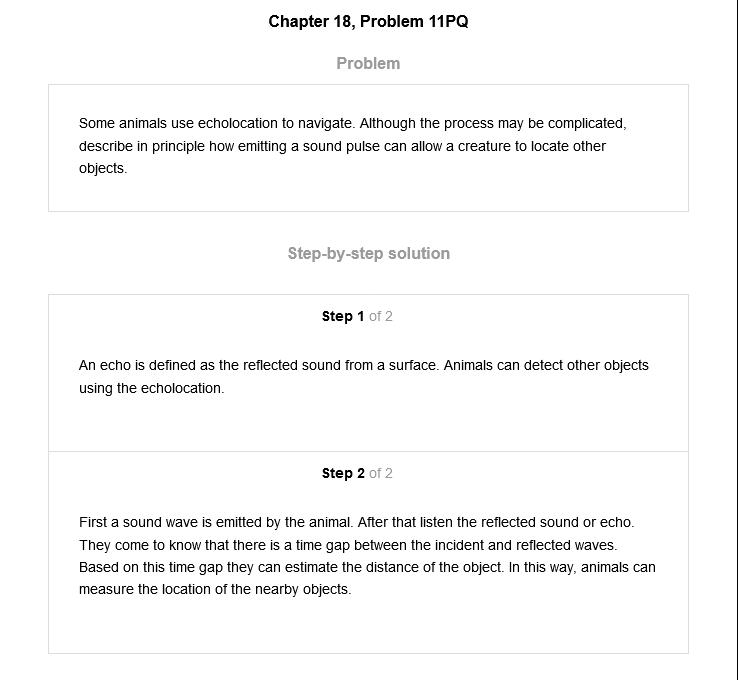 Chapter 18, Problem 11PQ
Problem
Some animals use echolocation to navigate. Although the process may be complicated,
describe in principle how emitting a sound pulse can allow a creature to locate other
objects.
Step-by-step solution
Step 1 of 2
An echo is defined as the reflected sound from a surface. Animals can detect other objects
using the echolocation.
Step 2 of 2
First a sound wave is emitted by the animal. After that listen the reflected sound or echo.
They come to know that there is a time gap between the incident and reflected waves.
Based on this time gap they can estimate the distance of the object. In this way, animals can
measure the location of the nearby objects.